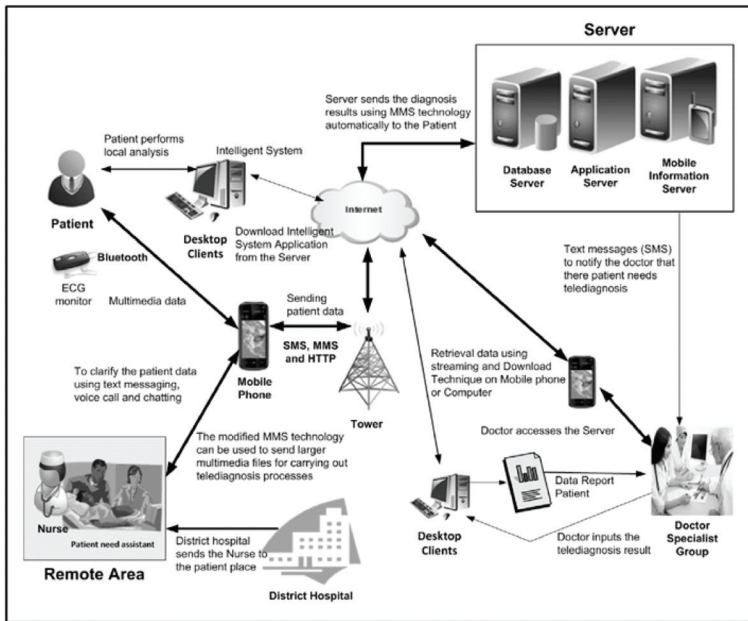 Server
Server sends the diagnosis
results using MMS technology
automatically to the Patient
Database
Server
Application
Server
Mobile
Information
Server
Patient performs
local analysis
Intelligent System
Patient
Desktop
Clients
Download Intelligent
System Application
from the Server
Internet
Bluetooth
ECG
monitor
Multimedia data
Sending
patient data
SMS, MMS
and HTTP
Mobile
Phone
Tower
Text messages (SMS)
to notify the doctor that
there patient needs
telediagnosis
To clarify the patient data
using text messaging,
voice call and chatting
Retrieval data using
streaming and Download
Technique on Mobile phone
or Computer
The modified MMS technology
can be used to send larger
multimedia files for carrying out
telediagnosis processes
Doctor accesses the Server
Nurse
Patient need assistant
Remote Area
District hospital
sends the Nurse to
the patient place
District Hospital
Desktop
Clients
Data Report
Patient
Doctor inputs the
telediagnosis result
Doctor
Specialist
Group